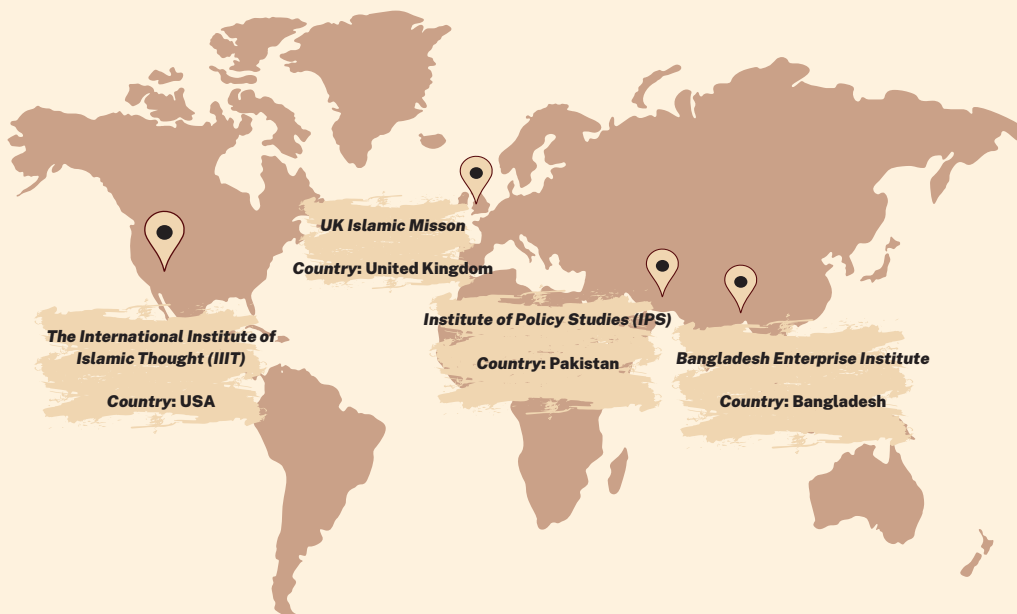 UK Islamic Misson
Country: United Kingdom
The International Institute of
Islamic Thought (IIIT)
Country: USA
Institute of Policy Studies (IPS)
Country: Pakistan
Bangladesh Enterprise Institute
Country: Bangladesh